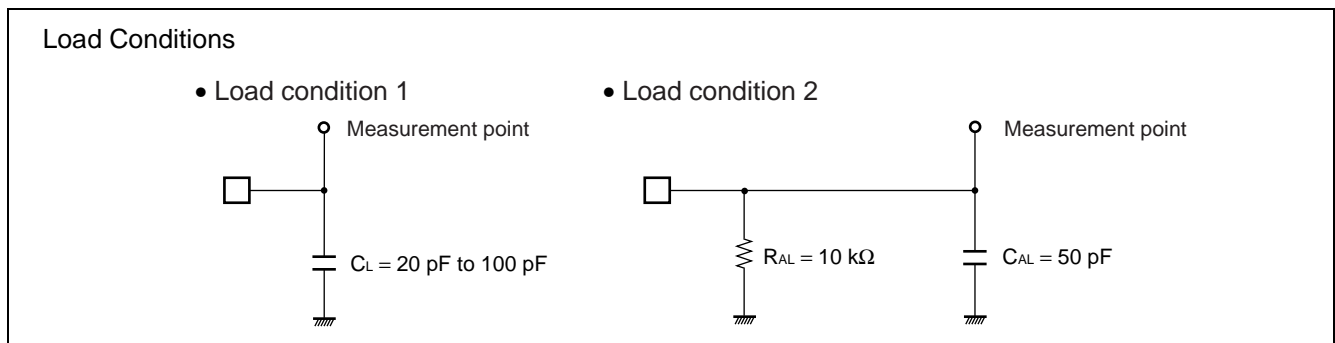 Load Conditions
• Load condition 1
• Load condition 2
Measurement point
Measurement point
CL = 20 pF to 100 pF
RAL = 10 kΩ
CAL = 50 pF